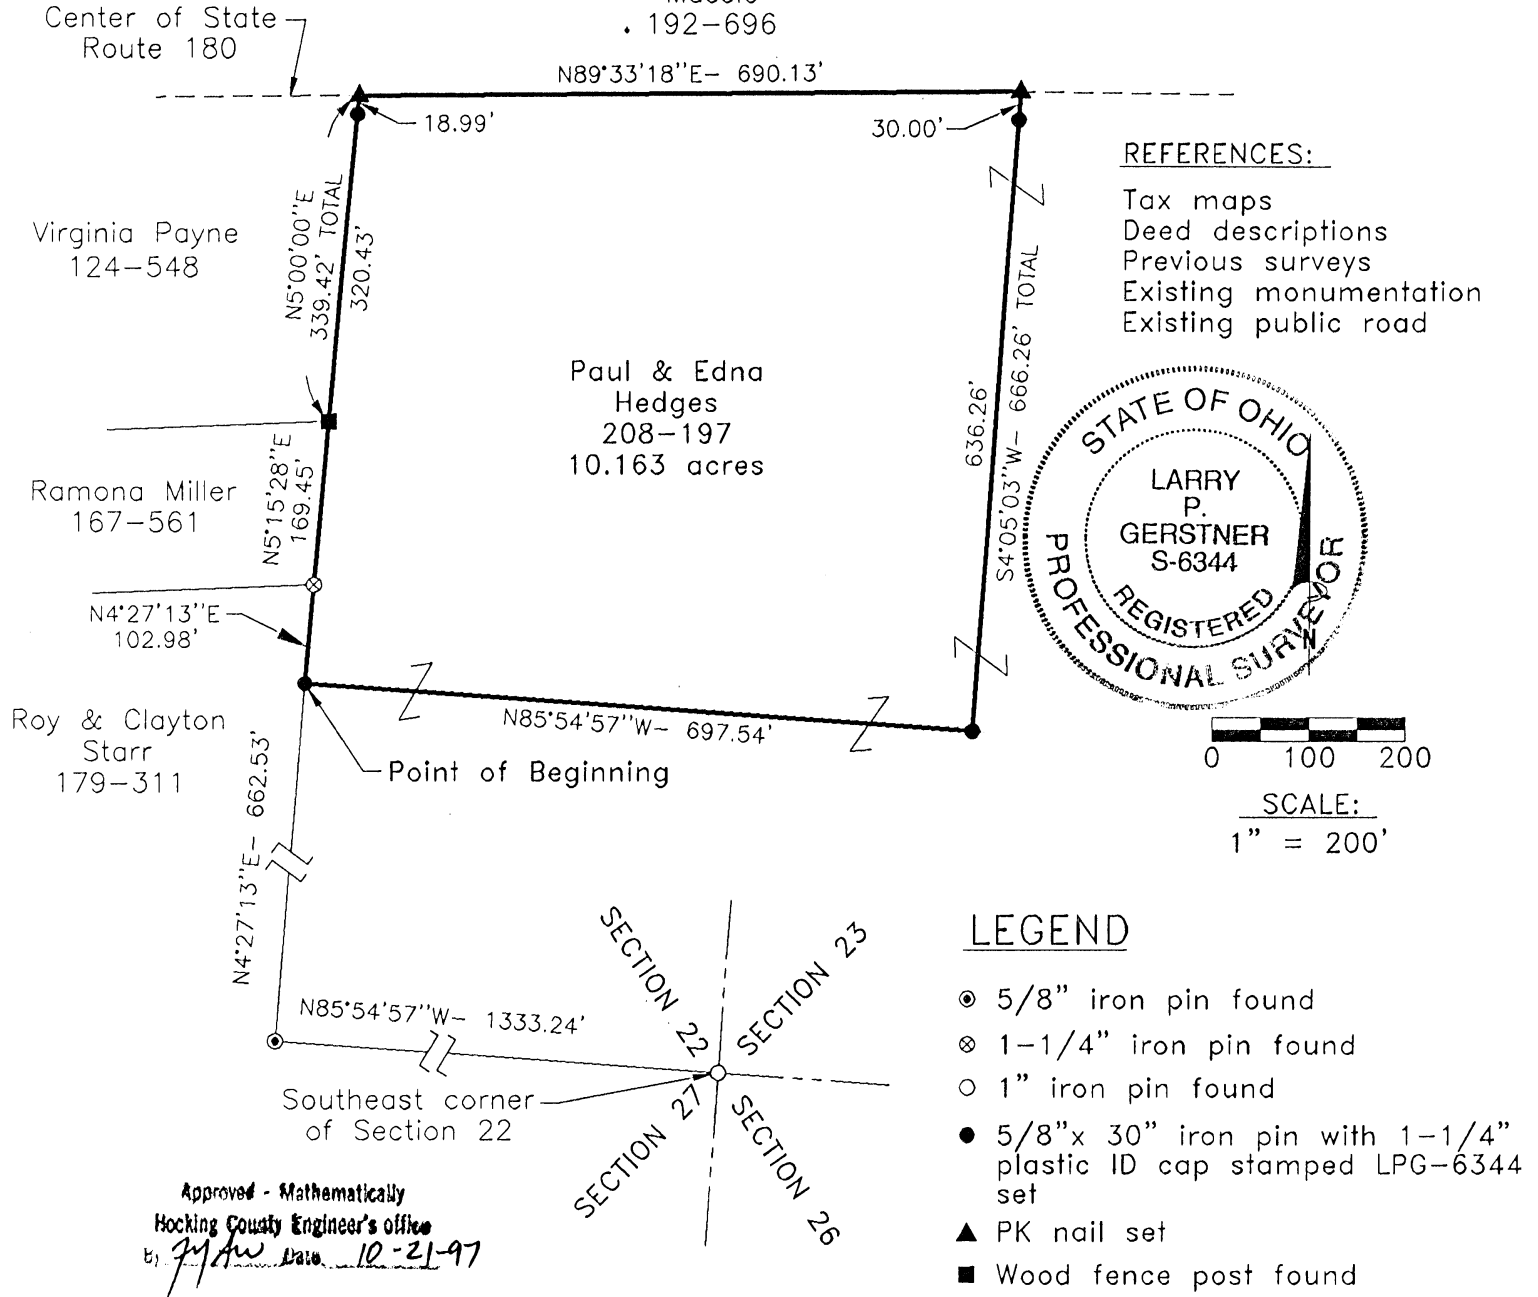 Center of State
Route 180
192-696
N89°33'18"E- 690.13'
18.99'
30.00'
REFERENCES:
Tax maps
Deed descriptions
Previous surveys
Existing monumentation
Existing public road
Virginia Payne
124-548
N5°00'00"E
339.42' TOTAL
320.43'
Paul & Edna
Hedges
208-197
10.163 acres
636.26'
S4°05'03"W- 666.26' TOTAL
STATE OF OHIO
LARRY
P.
GERSTNER
S-6344
REGISTERED
PROFESSIONAL SURVEYOR
N
Ramona Miller
167-561
N5°15'28"E
169.45'
N4°27'13"E
102.98'
Roy & Clayton
Starr
179-311
N85°54'57"W- 697.54'
Point of Beginning
N4°27'13"E- 662.53'
0 100 200
SCALE:
1" = 200'
N85°54'57"W- 1333.24'
SECTION 22
SECTION 23
SECTION 27
SECTION 26
Southeast corner
of Section 22
LEGEND
5/8" iron pin found
1-1/4" iron pin found
1" iron pin found
5/8"x 30" iron pin with 1-1/4"
plastic ID cap stamped LPG-6344
set
PK nail set
Wood fence post found
Approved - Mathematically
Hocking County Engineer's office
By Date 10-21-97